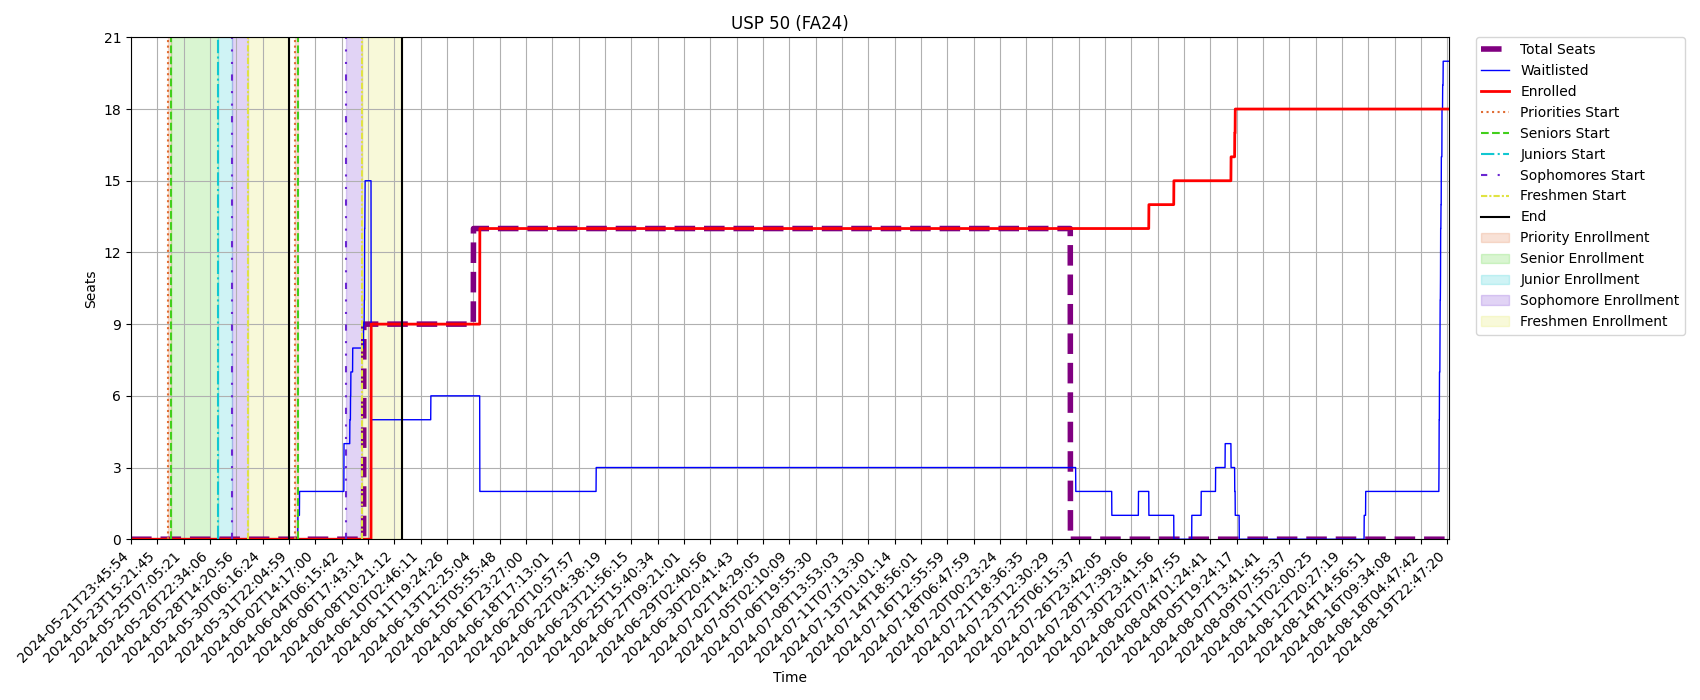 USP 50 (FA24)
Seats
21
18
15
12
9
6
3
0
2024-05-21T23:45:54
2024-05-23T15:21:45
2024-05-25T07:05:21
2024-05-26T22:34:06
2024-05-28T14:20:56
2024-05-30T06:16:24
2024-05-31T22:04:59
2024-06-02T14:17:00
2024-06-04T06:15:42
2024-06-06T17:43:14
2024-06-08T10:21:12
2024-06-10T02:46:11
2024-06-11T19:24:26
2024-06-13T12:25:04
2024-06-15T05:55:48
2024-06-16T23:27:00
2024-06-18T17:13:01
2024-06-20T10:57:57
2024-06-22T04:38:19
2024-06-23T21:56:15
2024-06-25T15:40:34
2024-06-27T09:21:01
2024-06-29T02:40:56
2024-06-30T20:41:43
2024-07-02T14:29:05
2024-07-05T02:10:09
2024-07-06T19:55:30
2024-07-08T13:53:03
2024-07-11T07:13:30
2024-07-13T01:01:14
2024-07-14T18:56:01
2024-07-16T12:55:59
2024-07-18T06:47:59
2024-07-20T00:23:24
2024-07-21T18:36:35
2024-07-23T12:30:29
2024-07-25T06:15:37
2024-07-26T23:42:05
2024-07-28T17:39:06
2024-07-30T23:41:56
2024-08-02T07:47:55
2024-08-04T01:24:41
2024-08-05T19:24:17
2024-08-07T13:41:41
2024-08-09T07:55:37
2024-08-11T02:00:25
2024-08-12T20:27:19
2024-08-14T14:56:51
2024-08-16T09:34:08
2024-08-18T04:47:42
2024-08-19T22:47:20
Time
Total Seats
Waitlisted
Enrolled
Priorities Start
Seniors Start
Juniors Start
Sophomores Start
Freshmen Start
End
Priority Enrollment
Senior Enrollment
Junior Enrollment
Sophomore Enrollment
Freshmen Enrollment